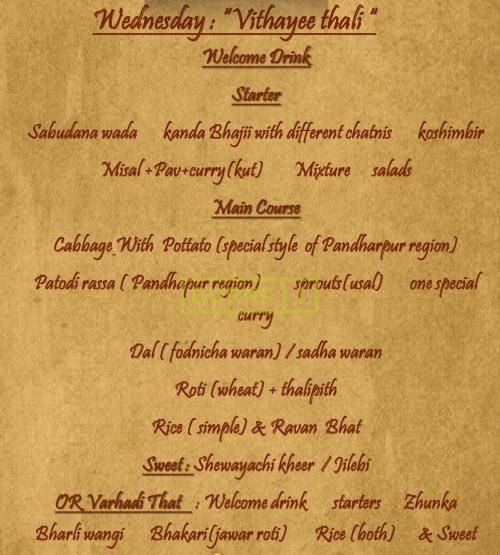 Wednesday : "Vithayee thali "
Welcome Drink
Starter
Sabudana wada kanda Bhajii with different chatnis koshimbir
Misal +Pav+curry(kut) Mixture salads
Main Course
Cabbage With Pottato (special style of Pandharpur region)
Patodi rassa ( Pandhapur region) sprouts(usal) one special
curry
Dal ( fodnicha waran) / sadha waran
Roti (wheat) + thalipith
Rice ( simple) & Ravan Bhat
Sweet : Shewayachi kheer / Jilebi
OR Varhadi That : Welcome drink starters Zhunka
Bharli wangi Bhakari(jawar roti) Rice (both) & Sweet